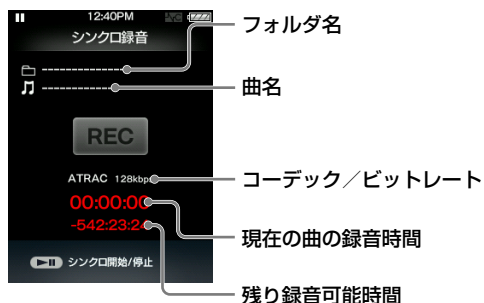 12:40PM
シンクロ録音
フォルダ名
--------------
曲名
------------
REC
ATRAC 128kbps
コーデック／ビットレート
00:00:00
現在の曲の録音時間
-542:23:24
シンクロ開始/停止
残り録音可能時間